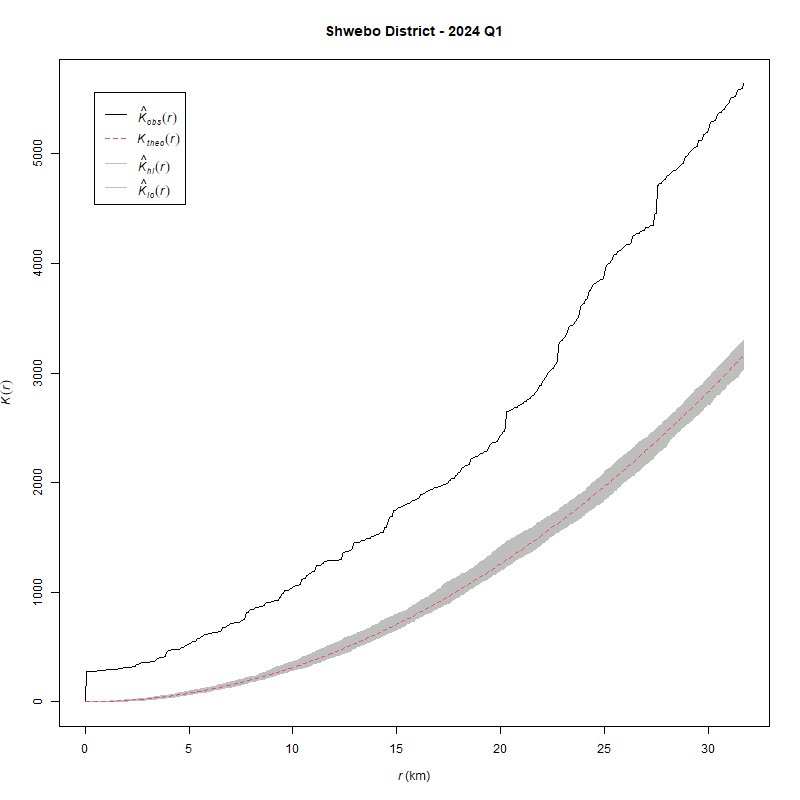 Shwebo District - 2024 Q1
K̂obs(r)
Ktheo(r)
K̂hi(r)
K̂lo(r)
K(r)
5000
4000
3000
2000
1000
0
0 5 10 15 20 25 30
r (km)